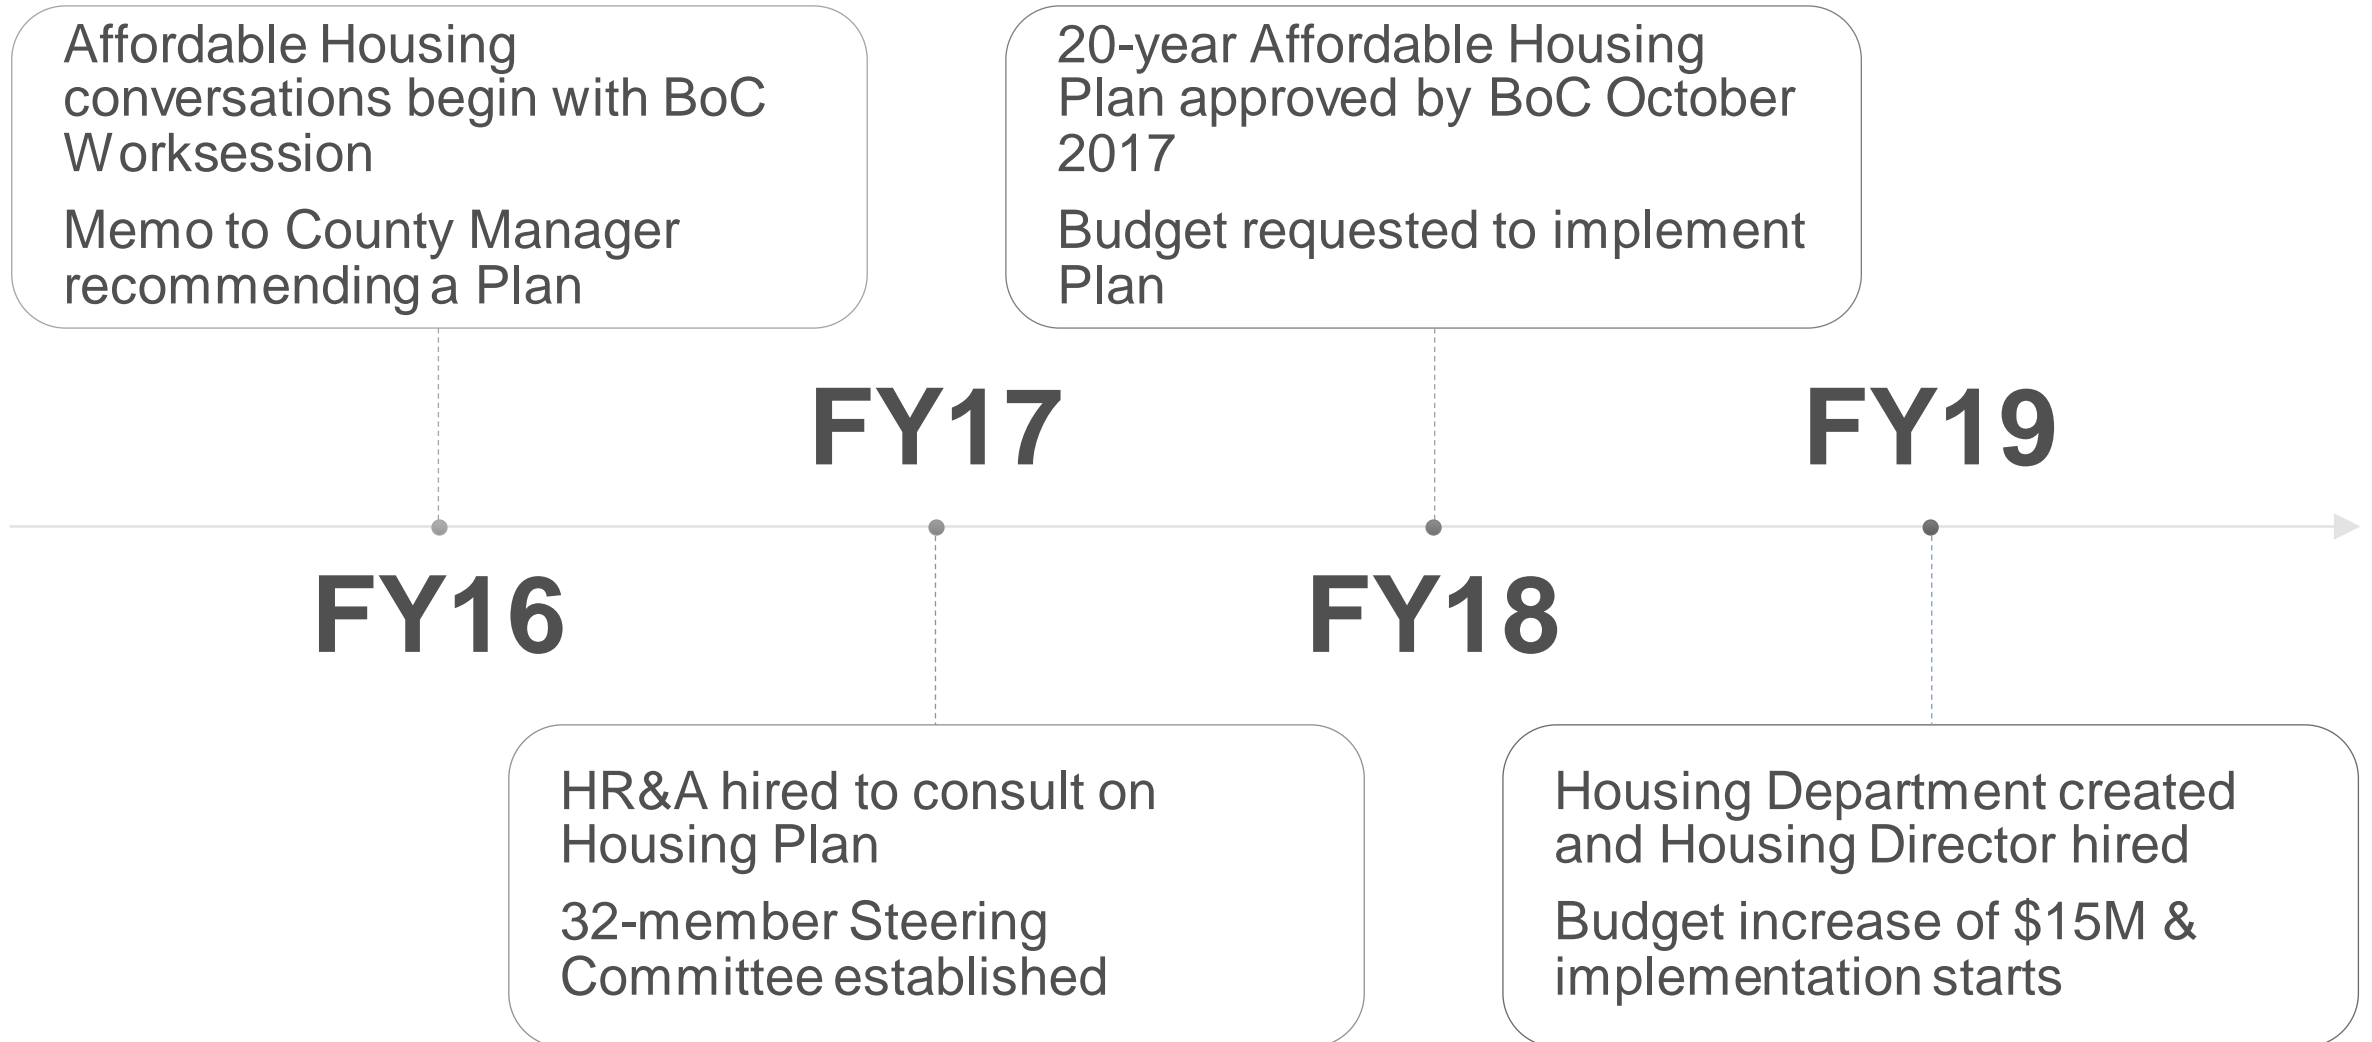 Affordable Housing
conversations begin with BoC
Worksession
Memo to County Manager
recommending a Plan
20-year Affordable Housing
Plan approved by BoC October
2017
Budget requested to implement
Plan
FY17
FY19
FY16
FY18
HR&A hired to consult on
Housing Plan
32-member Steering
Committee established
Housing Department created
and Housing Director hired
Budget increase of $15M &
implementation starts